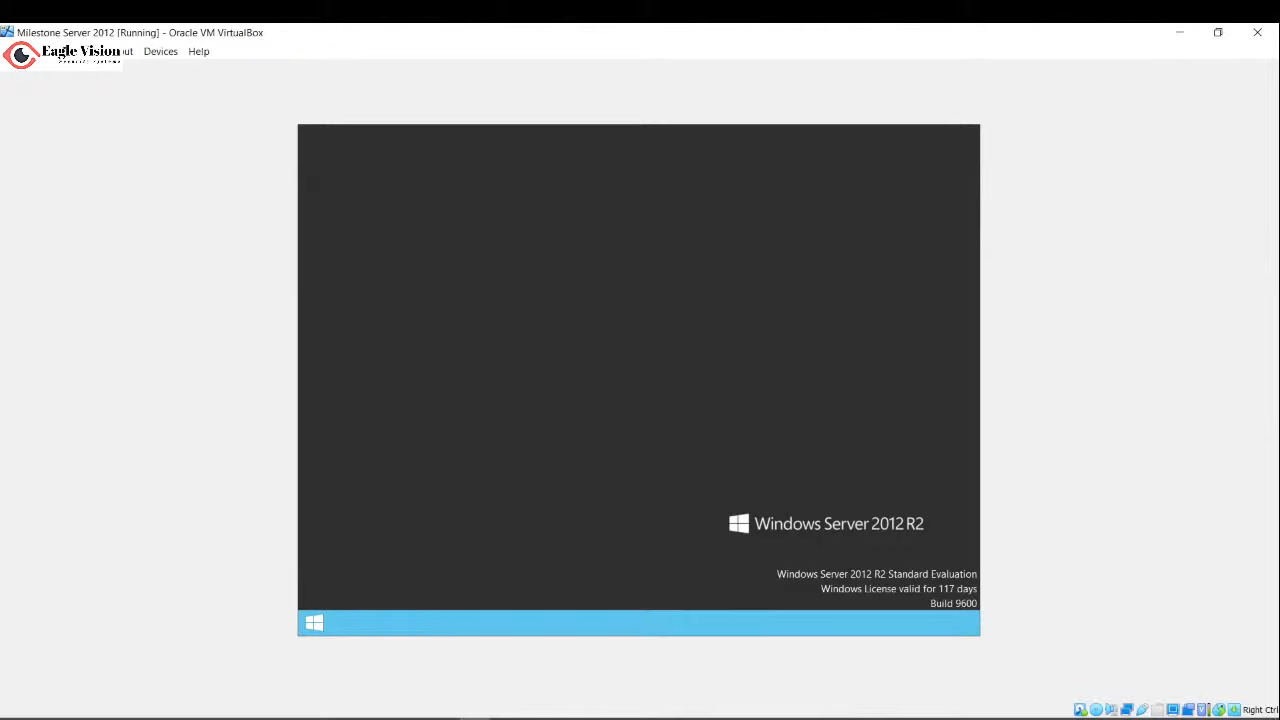 Milestone Server 2012 [Running] - Oracle VM VirtualBox
Eagle Vision
ut Devices Help
Windows Server 2012 R2
Windows Server 2012 R2 Standard Evaluation
Windows License valid for 117 days
Build 9600
Right Ctrl